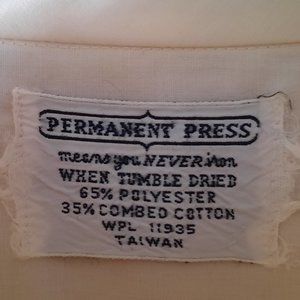 PERMANENT PRESS
means you NEVER iron
WHEN TUMBLE DRIED
65% POLYESTER
35% COMBED COTTON
WPL 11935
TAIWAN